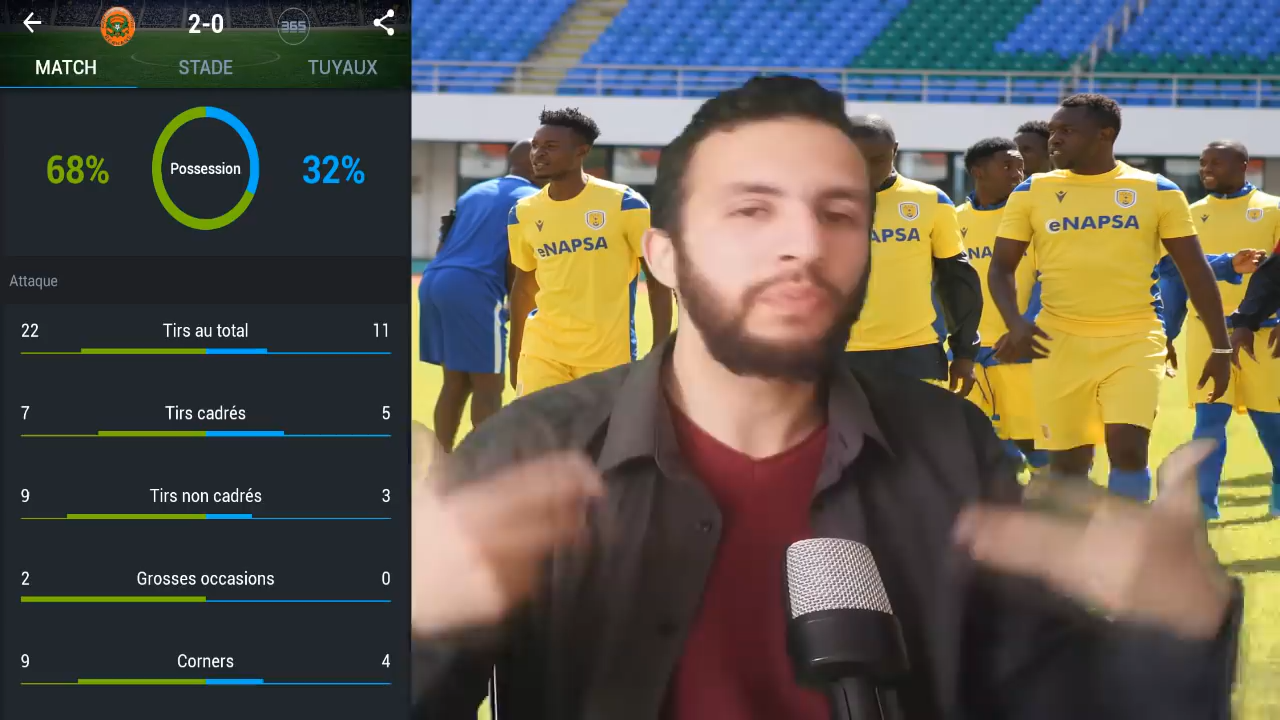 2-0
365
MATCH STADE TUYAUX
68% Possession 32%
Attaque
22 Tirs au total 11
7 Tirs cadrés 5
9 Tirs non cadrés 3
2 Grosses occasions 0
9 Corners 4
eNAPSA
APSA
eNAPSA